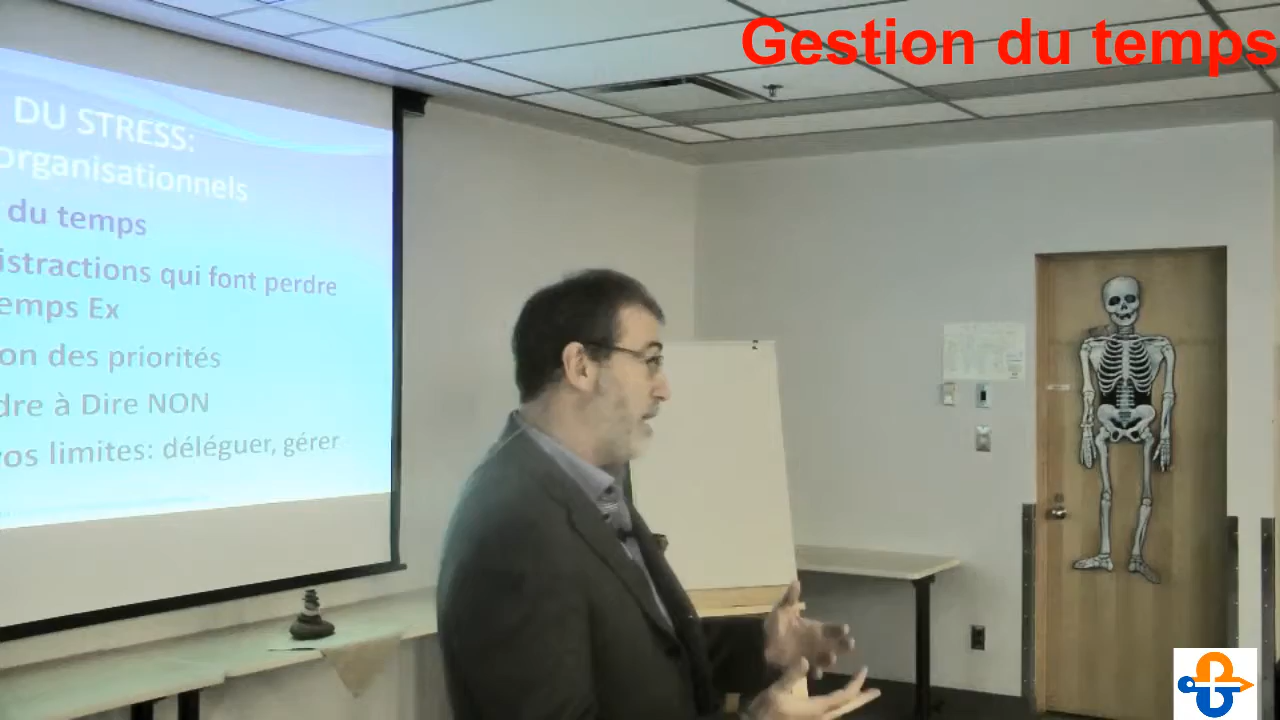 Gestion du temps
DU STRESS:
organisationnels
du temps
istractions qui font perdre
emps Ex
on des priorités
dre à Dire NON
vos limites: déléguer, gérer